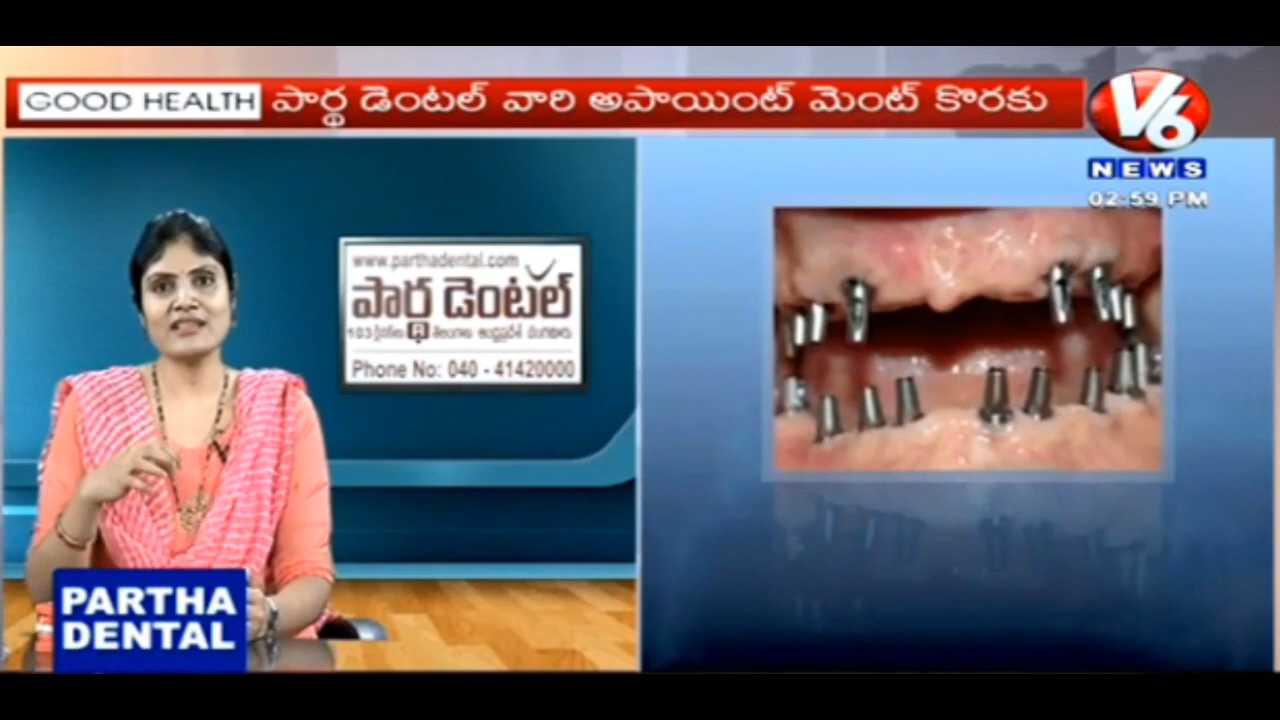 GOOD HEALTH పార్థ డెంటల్ వారి అపాయింట్ మెంట్ కొరకు
V6
NEWS
02:59 PM
www.parthadental.com
పార్థ డెంటల్
Phone No: 040 - 41420000
PARTHA
DENTAL